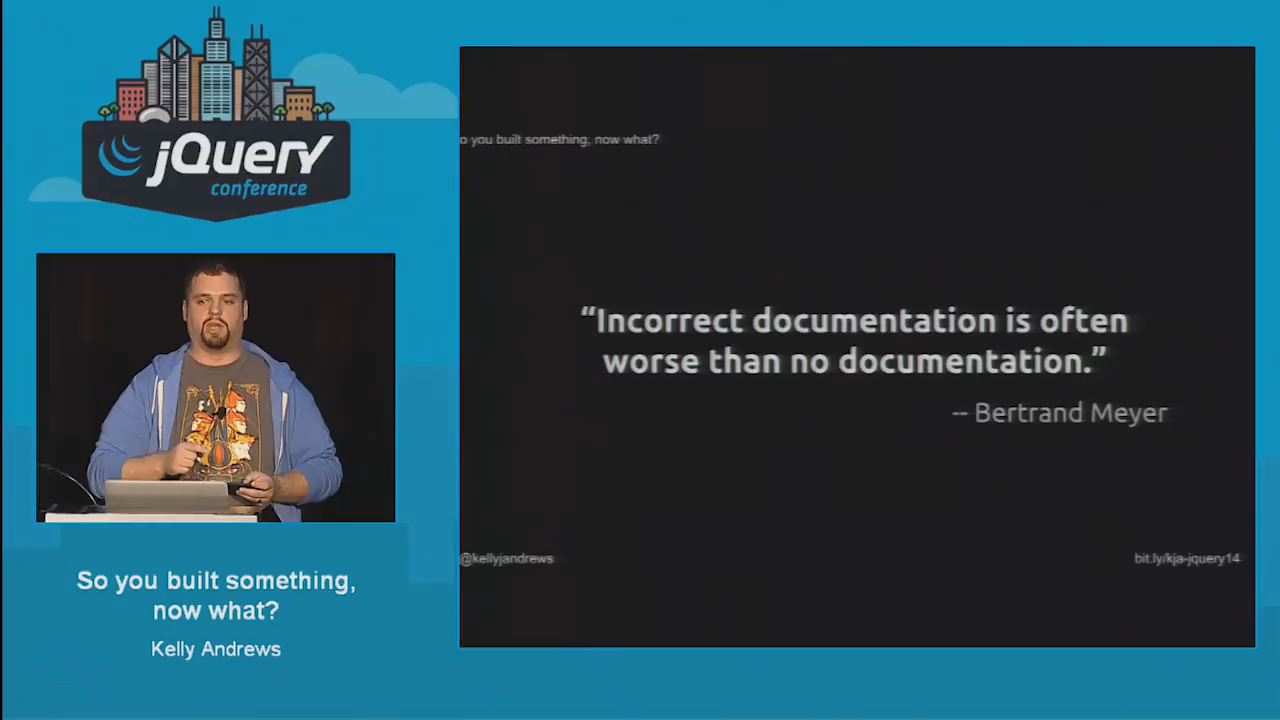 jQuery
conference
So you built something,
now what?
Kelly Andrews
o you built something, now what?
“Incorrect documentation is often
worse than no documentation.”
-- Bertrand Meyer
@kellyjandrews
bit.ly/kja-jquery14